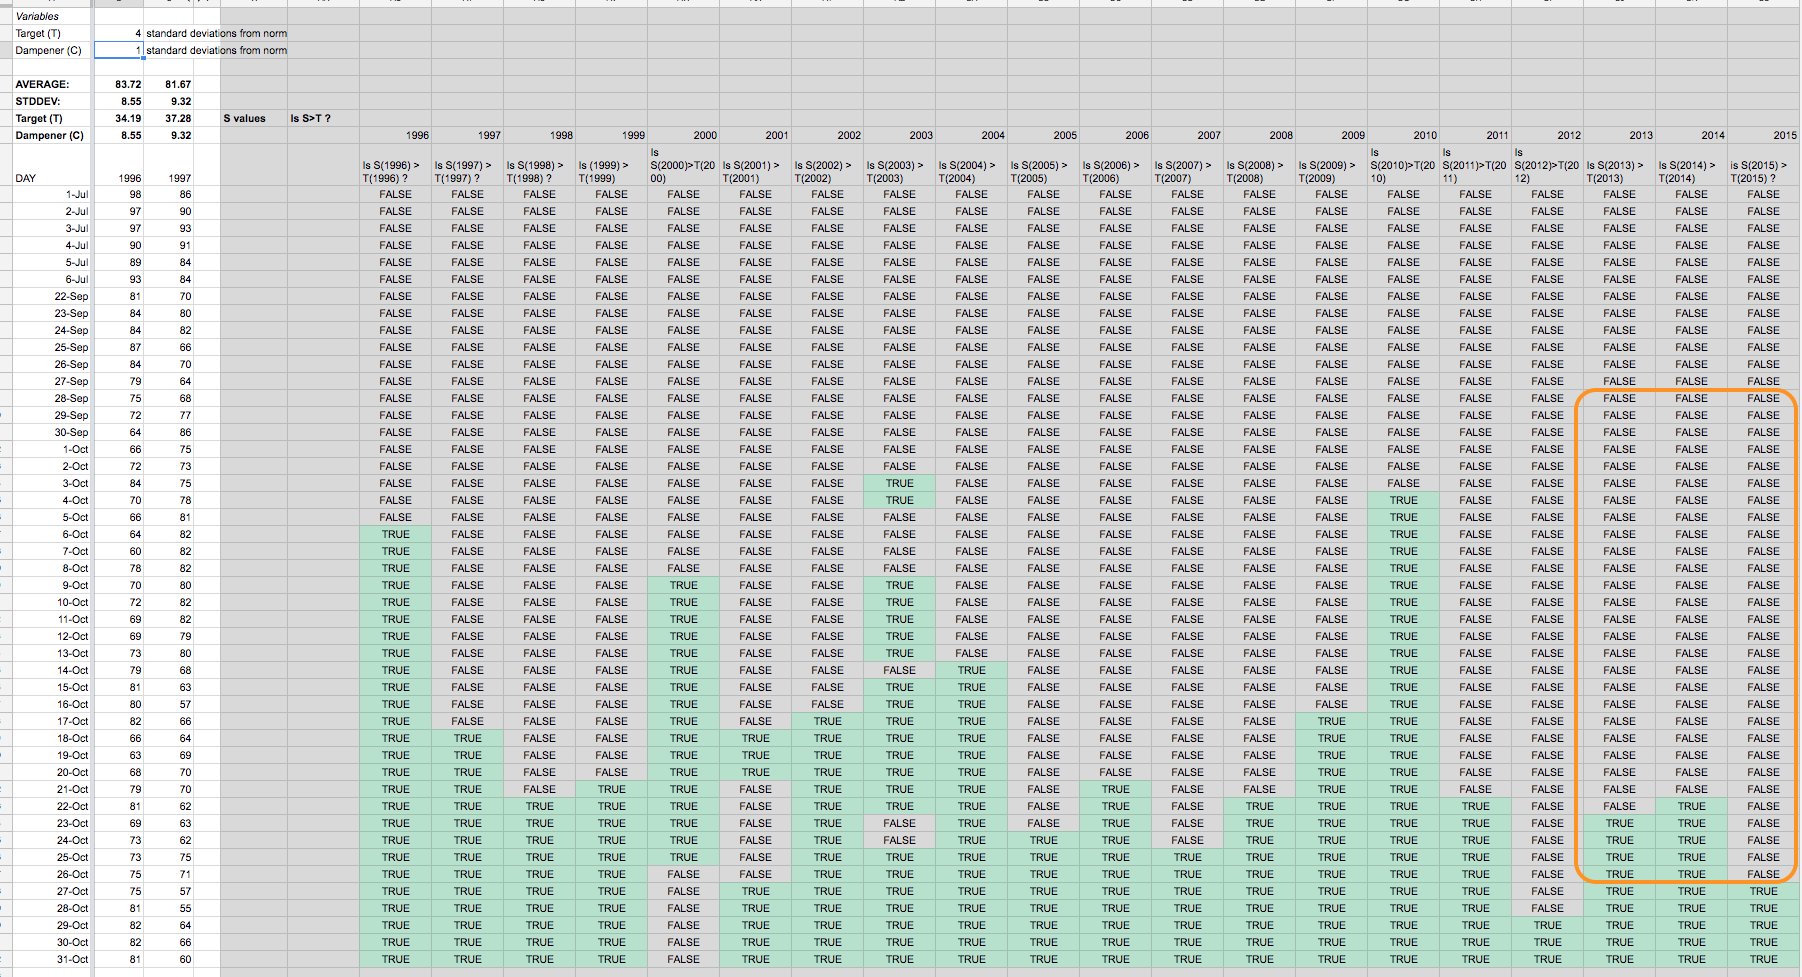 Variables
Target (T) 4 standard deviations from norm
Dampener (C) 1 standard deviations from norm
AVERAGE: 83.72 81.67
STDDEV: 8.55 9.32
Target (T) 34.19 37.28 S values Is S>T ?
Dampener (C) 8.55 9.32 1996 1997 1998 1999 2000 2001 2002 2003 2004 2005 2006 2007 2008 2009 2010 2011 2012 2013 2014 2015
DAY 1996 1997 Is S(1996) > T(1996) ? Is S(1997) > T(1997) ? Is S(1998) > T(1998) ? Is (1999) > T(1999) Is S(2000)>T(2000) Is S(2001) > T(2001) Is S(2002) > T(2002) Is S(2003) > T(2003) Is S(2004) > T(2004) Is S(2005) > T(2005) Is S(2006) > T(2006) Is S(2007) > T(2007) Is S(2008) > T(2008) Is S(2009) > T(2009) Is S(2010)>T(2010) Is S(2011)>T(2011) Is S(2012)>T(2012) Is S(2013) > T(2013) Is S(2014) > T(2014) is S(2015) > T(2015) ?
1-Jul 98 86 FALSE FALSE FALSE FALSE FALSE FALSE FALSE FALSE FALSE FALSE FALSE FALSE FALSE FALSE FALSE FALSE FALSE FALSE FALSE FALSE
2-Jul 97 90 FALSE FALSE FALSE FALSE FALSE FALSE FALSE FALSE FALSE FALSE FALSE FALSE FALSE FALSE FALSE FALSE FALSE FALSE FALSE FALSE
3-Jul 97 93 FALSE FALSE FALSE FALSE FALSE FALSE FALSE FALSE FALSE FALSE FALSE FALSE FALSE FALSE FALSE FALSE FALSE FALSE FALSE FALSE
4-Jul 90 91 FALSE FALSE FALSE FALSE FALSE FALSE FALSE FALSE FALSE FALSE FALSE FALSE FALSE FALSE FALSE FALSE FALSE FALSE FALSE FALSE
5-Jul 89 84 FALSE FALSE FALSE FALSE FALSE FALSE FALSE FALSE FALSE FALSE FALSE FALSE FALSE FALSE FALSE FALSE FALSE FALSE FALSE FALSE
6-Jul 93 84 FALSE FALSE FALSE FALSE FALSE FALSE FALSE FALSE FALSE FALSE FALSE FALSE FALSE FALSE FALSE FALSE FALSE FALSE FALSE FALSE
22-Sep 81 70 FALSE FALSE FALSE FALSE FALSE FALSE FALSE FALSE FALSE FALSE FALSE FALSE FALSE FALSE FALSE FALSE FALSE FALSE FALSE FALSE
23-Sep 84 80 FALSE FALSE FALSE FALSE FALSE FALSE FALSE FALSE FALSE FALSE FALSE FALSE FALSE FALSE FALSE FALSE FALSE FALSE FALSE FALSE
24-Sep 84 82 FALSE FALSE FALSE FALSE FALSE FALSE FALSE FALSE FALSE FALSE FALSE FALSE FALSE FALSE FALSE FALSE FALSE FALSE FALSE FALSE
25-Sep 87 66 FALSE FALSE FALSE FALSE FALSE FALSE FALSE FALSE FALSE FALSE FALSE FALSE FALSE FALSE FALSE FALSE FALSE FALSE FALSE FALSE
26-Sep 84 70 FALSE FALSE FALSE FALSE FALSE FALSE FALSE FALSE FALSE FALSE FALSE FALSE FALSE FALSE FALSE FALSE FALSE FALSE FALSE FALSE
27-Sep 79 64 FALSE FALSE FALSE FALSE FALSE FALSE FALSE FALSE FALSE FALSE FALSE FALSE FALSE FALSE FALSE FALSE FALSE FALSE FALSE FALSE
28-Sep 75 68 FALSE FALSE FALSE FALSE FALSE FALSE FALSE FALSE FALSE FALSE FALSE FALSE FALSE FALSE FALSE FALSE FALSE FALSE FALSE FALSE
29-Sep 72 77 FALSE FALSE FALSE FALSE FALSE FALSE FALSE FALSE FALSE FALSE FALSE FALSE FALSE FALSE FALSE FALSE FALSE FALSE FALSE FALSE
30-Sep 64 86 FALSE FALSE FALSE FALSE FALSE FALSE FALSE FALSE FALSE FALSE FALSE FALSE FALSE FALSE FALSE FALSE FALSE FALSE FALSE FALSE
1-Oct 66 75 FALSE FALSE FALSE FALSE FALSE FALSE FALSE FALSE FALSE FALSE FALSE FALSE FALSE FALSE FALSE FALSE FALSE FALSE FALSE FALSE
2-Oct 72 73 FALSE FALSE FALSE FALSE FALSE FALSE FALSE FALSE FALSE FALSE FALSE FALSE FALSE FALSE FALSE FALSE FALSE FALSE FALSE FALSE
3-Oct 84 75 FALSE FALSE FALSE FALSE FALSE FALSE FALSE TRUE FALSE FALSE FALSE FALSE FALSE FALSE FALSE FALSE FALSE FALSE FALSE FALSE
4-Oct 70 78 FALSE FALSE FALSE FALSE FALSE FALSE FALSE TRUE FALSE FALSE FALSE FALSE FALSE FALSE TRUE FALSE FALSE FALSE FALSE FALSE
5-Oct 66 81 FALSE FALSE FALSE FALSE FALSE FALSE FALSE FALSE FALSE FALSE FALSE FALSE FALSE FALSE TRUE FALSE FALSE FALSE FALSE FALSE
6-Oct 64 82 TRUE FALSE FALSE FALSE FALSE FALSE FALSE FALSE FALSE FALSE FALSE FALSE FALSE FALSE TRUE FALSE FALSE FALSE FALSE FALSE
7-Oct 60 82 TRUE FALSE FALSE FALSE FALSE FALSE FALSE FALSE FALSE FALSE FALSE FALSE FALSE FALSE TRUE FALSE FALSE FALSE FALSE FALSE
8-Oct 78 82 TRUE FALSE FALSE FALSE FALSE FALSE FALSE FALSE FALSE FALSE FALSE FALSE FALSE FALSE TRUE FALSE FALSE FALSE FALSE FALSE
9-Oct 70 80 TRUE FALSE FALSE FALSE TRUE FALSE FALSE TRUE FALSE FALSE FALSE FALSE FALSE FALSE TRUE FALSE FALSE FALSE FALSE FALSE
10-Oct 72 82 TRUE FALSE FALSE FALSE TRUE FALSE FALSE TRUE FALSE FALSE FALSE FALSE FALSE FALSE TRUE FALSE FALSE FALSE FALSE FALSE
11-Oct 69 82 TRUE FALSE FALSE FALSE TRUE FALSE FALSE TRUE FALSE FALSE FALSE FALSE FALSE FALSE TRUE FALSE FALSE FALSE FALSE FALSE
12-Oct 69 79 TRUE FALSE FALSE FALSE TRUE FALSE FALSE TRUE FALSE FALSE FALSE FALSE FALSE FALSE TRUE FALSE FALSE FALSE FALSE FALSE
13-Oct 73 80 TRUE FALSE FALSE FALSE TRUE FALSE FALSE TRUE FALSE FALSE FALSE FALSE FALSE FALSE TRUE FALSE FALSE FALSE FALSE FALSE
14-Oct 79 68 TRUE FALSE FALSE FALSE TRUE FALSE FALSE FALSE TRUE FALSE FALSE FALSE FALSE FALSE TRUE FALSE FALSE FALSE FALSE FALSE
15-Oct 81 63 TRUE FALSE FALSE FALSE TRUE FALSE FALSE TRUE TRUE FALSE FALSE FALSE FALSE FALSE TRUE FALSE FALSE FALSE FALSE FALSE
16-Oct 80 57 TRUE FALSE FALSE FALSE TRUE FALSE FALSE TRUE TRUE FALSE FALSE FALSE FALSE FALSE TRUE FALSE FALSE FALSE FALSE FALSE
17-Oct 82 66 TRUE FALSE FALSE FALSE TRUE FALSE TRUE TRUE TRUE FALSE FALSE FALSE FALSE TRUE TRUE FALSE FALSE FALSE FALSE FALSE
18-Oct 66 64 TRUE TRUE FALSE FALSE TRUE TRUE TRUE TRUE TRUE FALSE FALSE FALSE FALSE TRUE TRUE FALSE FALSE FALSE FALSE FALSE
19-Oct 63 69 TRUE TRUE FALSE FALSE TRUE TRUE TRUE TRUE TRUE FALSE FALSE FALSE FALSE TRUE TRUE FALSE FALSE FALSE FALSE FALSE
20-Oct 68 70 TRUE TRUE FALSE FALSE TRUE TRUE TRUE TRUE TRUE FALSE FALSE FALSE FALSE TRUE TRUE FALSE FALSE FALSE FALSE FALSE
21-Oct 79 70 TRUE TRUE FALSE TRUE TRUE FALSE TRUE TRUE TRUE FALSE TRUE FALSE FALSE TRUE TRUE FALSE FALSE FALSE FALSE FALSE
22-Oct 81 62 TRUE TRUE TRUE TRUE TRUE FALSE TRUE TRUE TRUE FALSE TRUE FALSE TRUE TRUE TRUE TRUE FALSE FALSE TRUE FALSE
23-Oct 69 63 TRUE TRUE TRUE TRUE TRUE FALSE TRUE FALSE TRUE FALSE TRUE FALSE TRUE TRUE TRUE TRUE FALSE TRUE TRUE FALSE
24-Oct 73 62 TRUE TRUE TRUE TRUE TRUE FALSE TRUE FALSE TRUE TRUE TRUE FALSE TRUE TRUE TRUE TRUE FALSE TRUE TRUE FALSE
25-Oct 73 75 TRUE TRUE TRUE TRUE TRUE FALSE TRUE TRUE TRUE TRUE TRUE TRUE TRUE TRUE TRUE TRUE FALSE TRUE TRUE FALSE
26-Oct 75 71 TRUE TRUE TRUE TRUE FALSE FALSE TRUE TRUE TRUE TRUE TRUE TRUE TRUE TRUE TRUE TRUE FALSE TRUE TRUE FALSE
27-Oct 75 57 TRUE TRUE TRUE TRUE FALSE TRUE TRUE TRUE TRUE TRUE TRUE TRUE TRUE TRUE TRUE TRUE FALSE TRUE TRUE TRUE
28-Oct 81 55 TRUE TRUE TRUE TRUE FALSE TRUE TRUE TRUE TRUE TRUE TRUE TRUE TRUE TRUE TRUE TRUE FALSE TRUE TRUE TRUE
29-Oct 82 64 TRUE TRUE TRUE TRUE FALSE TRUE TRUE TRUE TRUE TRUE TRUE TRUE TRUE TRUE TRUE TRUE TRUE TRUE TRUE TRUE
30-Oct 82 66 TRUE TRUE TRUE TRUE FALSE TRUE TRUE TRUE TRUE TRUE TRUE TRUE TRUE TRUE TRUE TRUE TRUE TRUE TRUE TRUE
31-Oct 81 60 TRUE TRUE TRUE TRUE FALSE TRUE TRUE TRUE TRUE TRUE TRUE TRUE TRUE TRUE TRUE TRUE TRUE TRUE TRUE TRUE